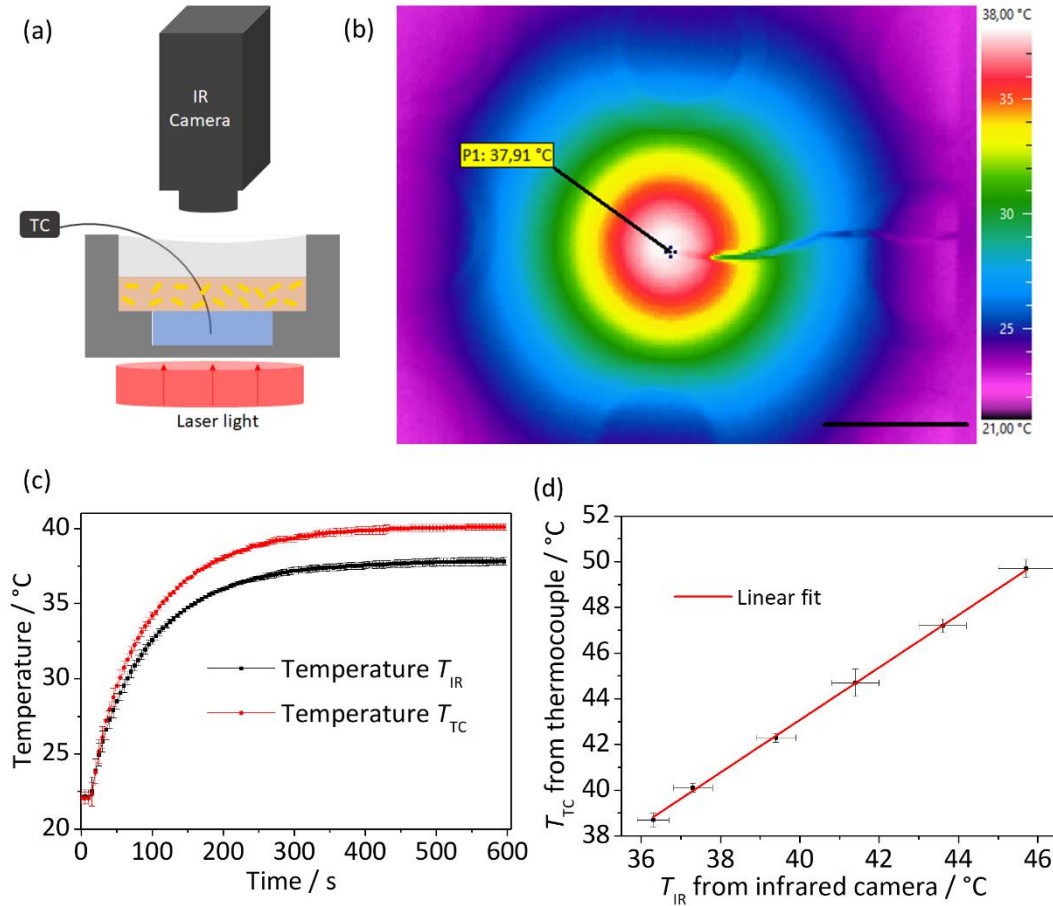 (a)
IR
Camera
TC
Laser light
(b)
P1: 37,91 °C
38,00 °C
35
30
25
21,00 °C
(c)
Temperature / °C
40
35
30
25
20
Temperature T_IR
Temperature T_TC
0 100 200 300 400 500 600
Time / s
(d)
T_TC from thermocouple / °C
52
50
48
46
44
42
40
38
Linear fit
36 38 40 42 44 46
T_IR from infrared camera / °C